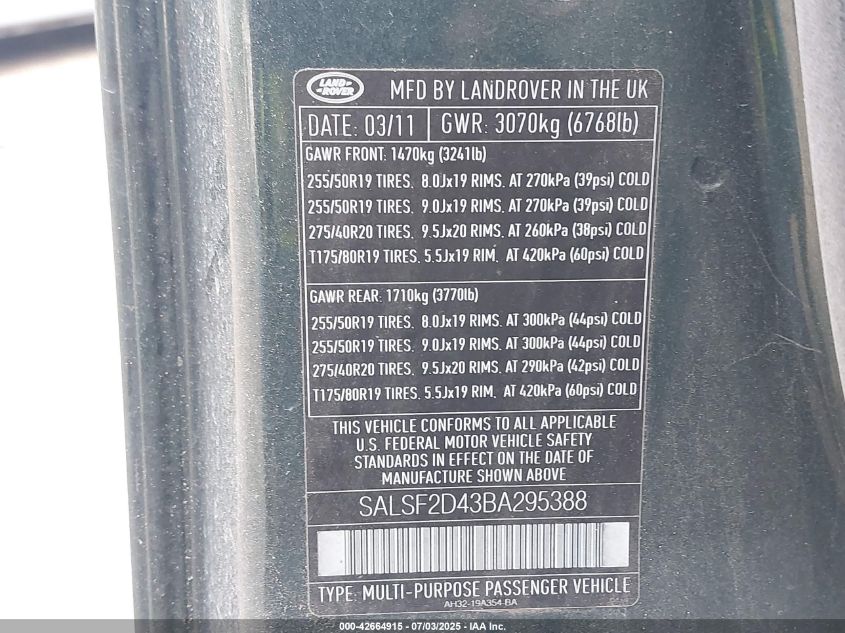 LAND ROVER
MFD BY LANDROVER IN THE UK
DATE: 03/11 GWR: 3070kg (6768lb)
GAWR FRONT: 1470kg (3241lb)
255/50R19 TIRES. 8.0Jx19 RIMS. AT 270kPa (39psi) COLD
255/50R19 TIRES. 9.0Jx19 RIMS. AT 270kPa (39psi) COLD
275/40R20 TIRES. 9.5Jx20 RIMS. AT 260kPa (38psi) COLD
T175/80R19 TIRES. 5.5Jx19 RIM. AT 420kPa (60psi) COLD
GAWR REAR: 1710kg (3770lb)
255/50R19 TIRES. 8.0Jx19 RIMS. AT 300kPa (44psi) COLD
255/50R19 TIRES. 9.0Jx19 RIMS. AT 300kPa (44psi) COLD
275/40R20 TIRES. 9.5Jx20 RIMS. AT 290kPa (42psi) COLD
T175/80R19 TIRES. 5.5Jx19 RIM. AT 420kPa (60psi) COLD
THIS VEHICLE CONFORMS TO ALL APPLICABLE
U.S. FEDERAL MOTOR VEHICLE SAFETY
STANDARDS IN EFFECT ON THE DATE OF
MANUFACTURE SHOWN ABOVE
SALSF2D43BA295388
TYPE: MULTI-PURPOSE PASSENGER VEHICLE
AH32-19A354-BA
000-42664915 - 07/03/2025 - IAA Inc.